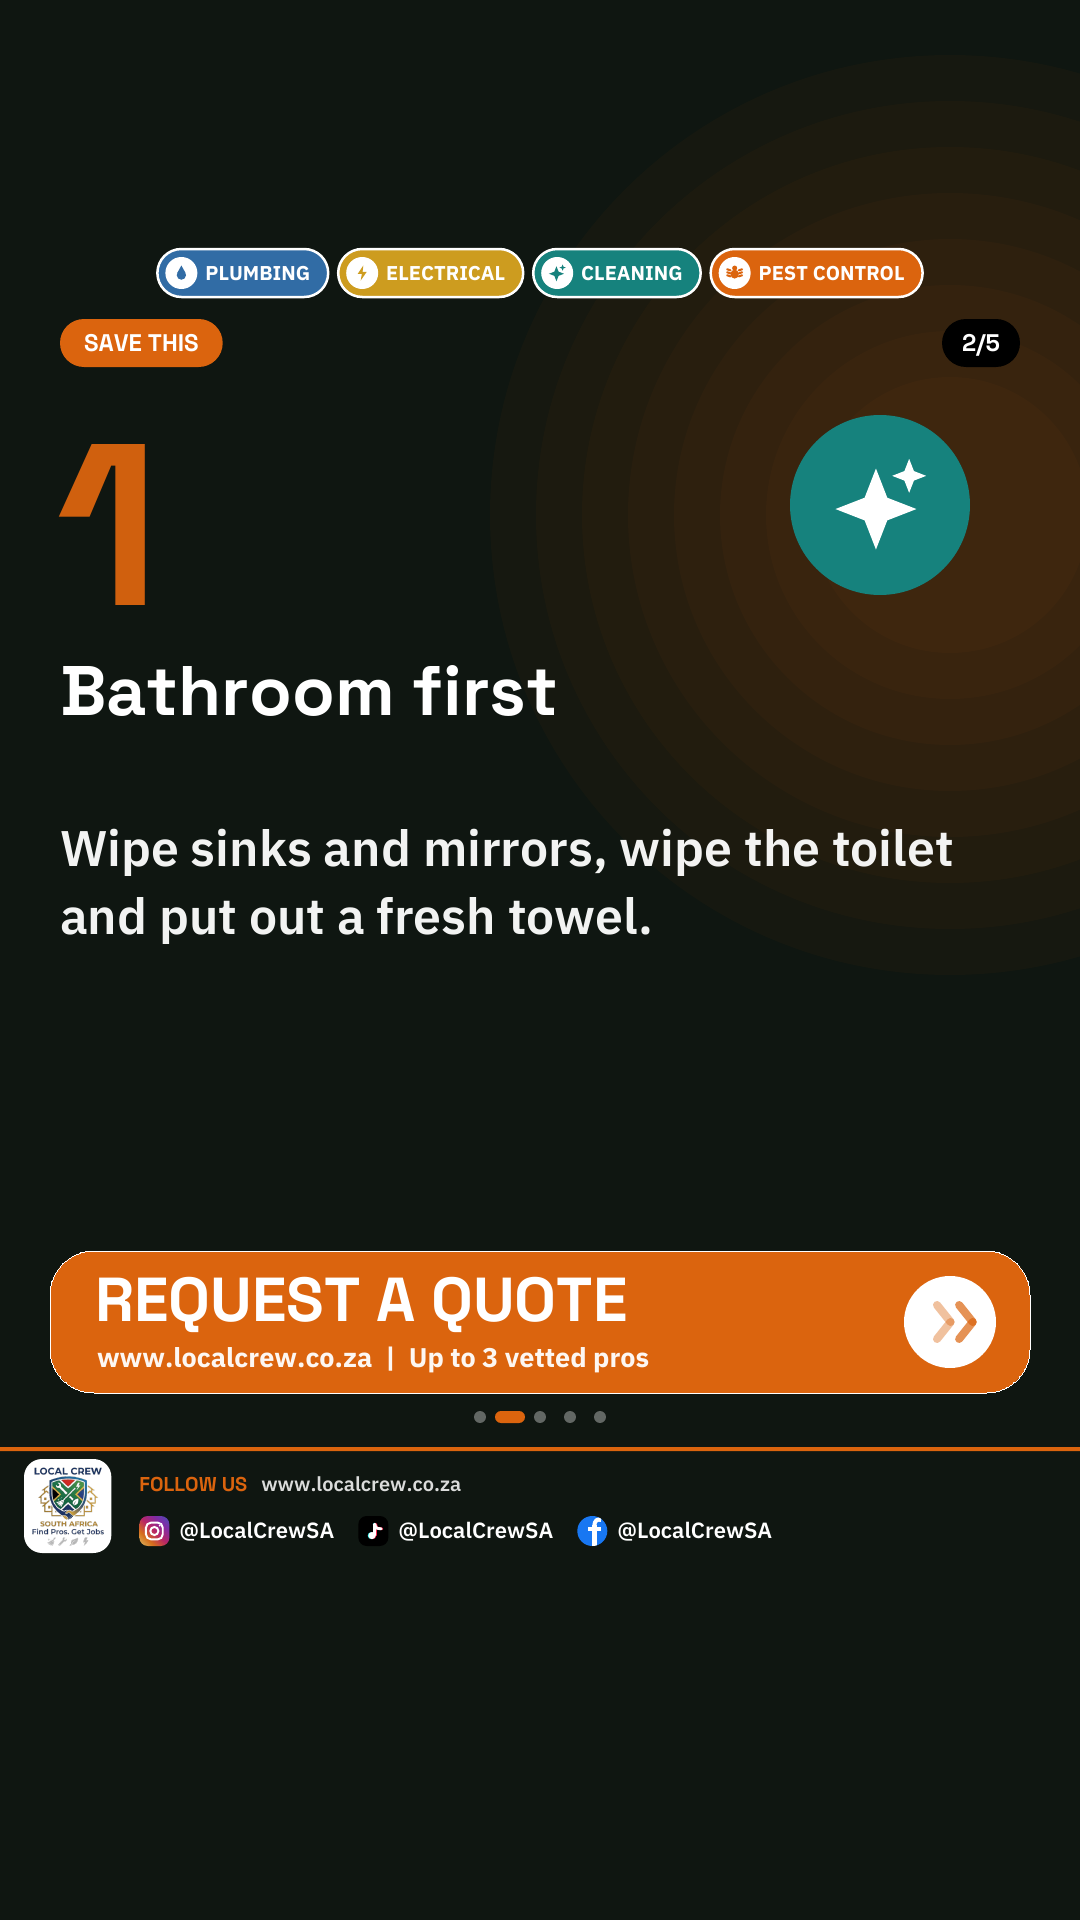 PLUMBING ELECTRICAL CLEANING PEST CONTROL
SAVE THIS 2/5
1
Bathroom first
Wipe sinks and mirrors, wipe the toilet
and put out a fresh towel.
REQUEST A QUOTE
www.localcrew.co.za | Up to 3 vetted pros
LOCAL CREW
SOUTH AFRICA
Find Pros. Get Jobs
FOLLOW US www.localcrew.co.za
@LocalCrewSA @LocalCrewSA @LocalCrewSA